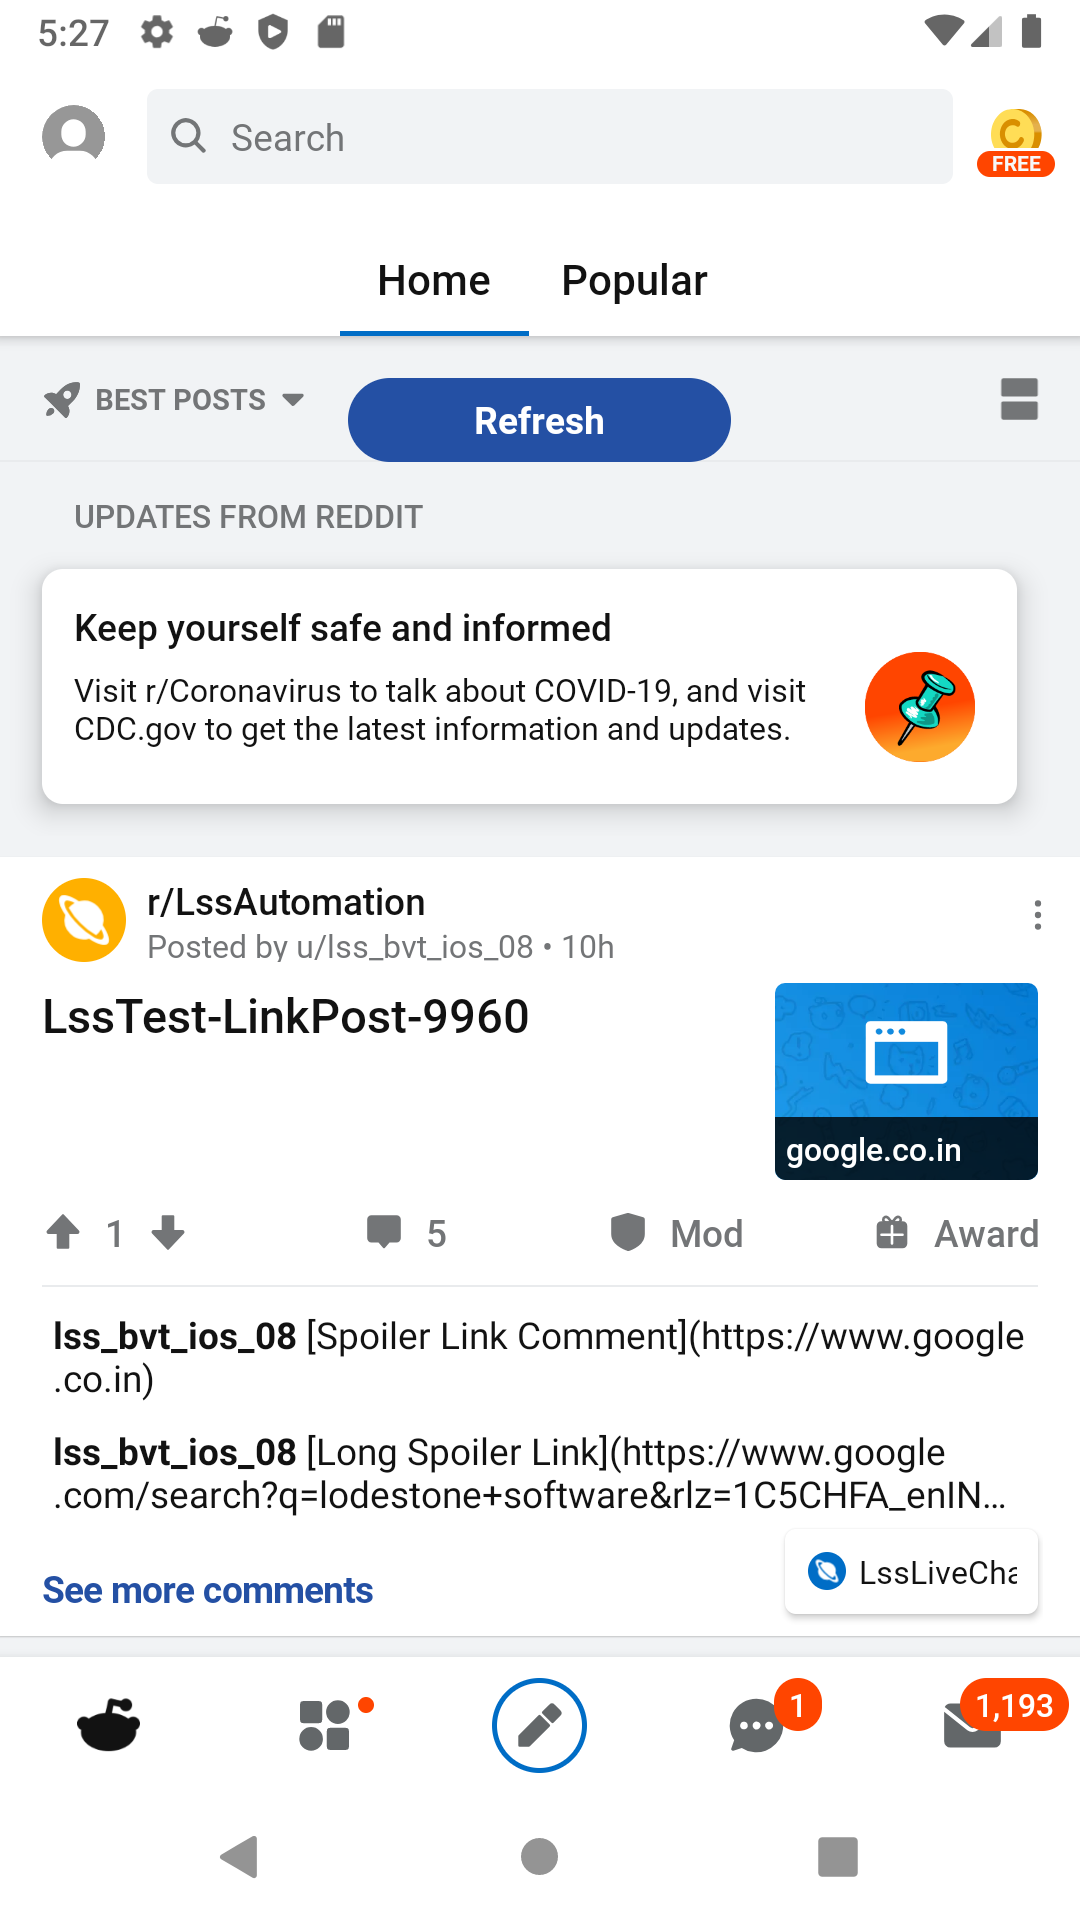 5:27
Search
FREE
Home Popular
BEST POSTS
Refresh
UPDATES FROM REDDIT
Keep yourself safe and informed
Visit r/Coronavirus to talk about COVID-19, and visit
CDC.gov to get the latest information and updates.
r/LssAutomation
Posted by u/lss_bvt_ios_08 • 10h
LssTest-LinkPost-9960
google.co.in
1 5 Mod Award
lss_bvt_ios_08 [Spoiler Link Comment](https://www.google
.co.in)
lss_bvt_ios_08 [Long Spoiler Link](https://www.google
.com/search?q=lodestone+software&rlz=1C5CHFA_enIN…
LssLiveCha
See more comments
1
1,193